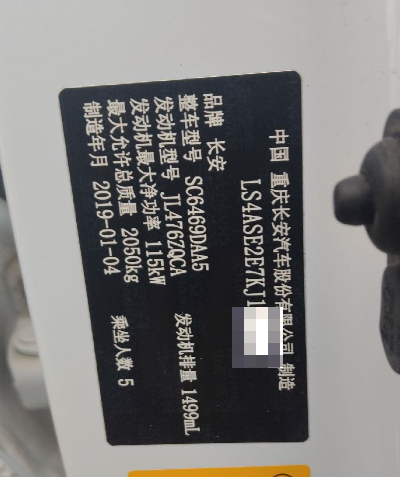 中国 重庆长安汽车股份有限公司 制造
LS4ASE2E7KJ1
品牌 长安
整车型号 SC6469DAA5
发动机型号 JL476ZQCA 发动机排量 1499mL
发动机最大净功率 115kW
最大允许总质量 2050kg 乘坐人数 5
制造年月 2019-01-04